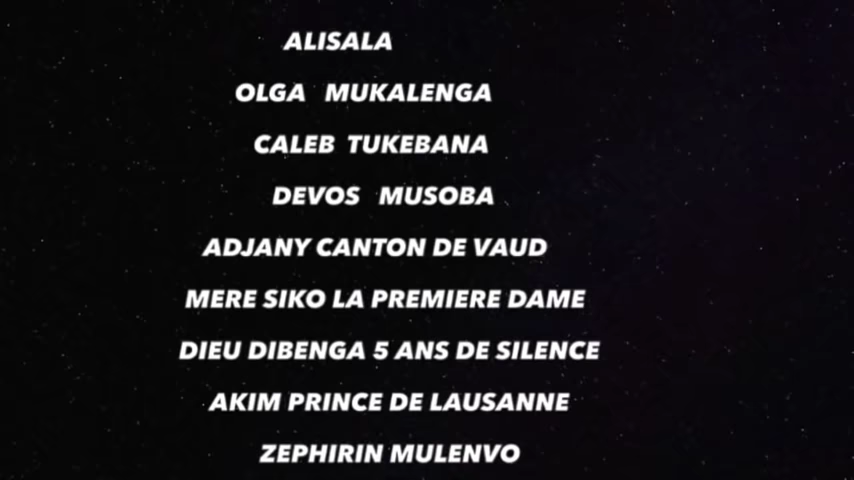 ALISALA
OLGA MUKALENGA
CALEB TUKEBANA
DEVOS MUSOBA
ADJANY CANTON DE VAUD
MERE SIKO LA PREMIERE DAME
DIEU DIBENGA 5 ANS DE SILENCE
AKIM PRINCE DE LAUSANNE
ZEPHIRIN MULENVO